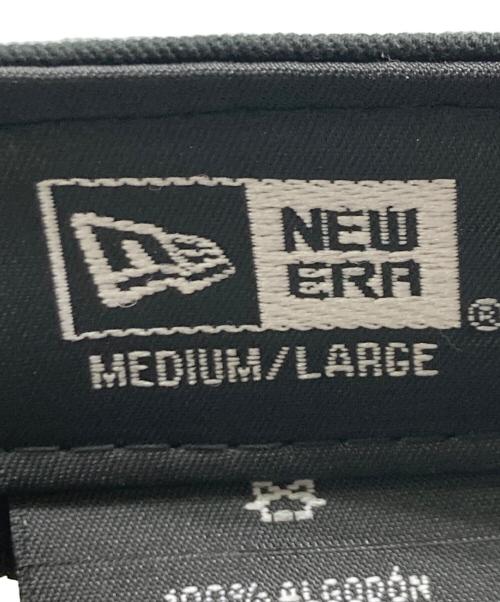 NEW
ERA
®
MEDIUM/LARGE
100% ALGODÓN